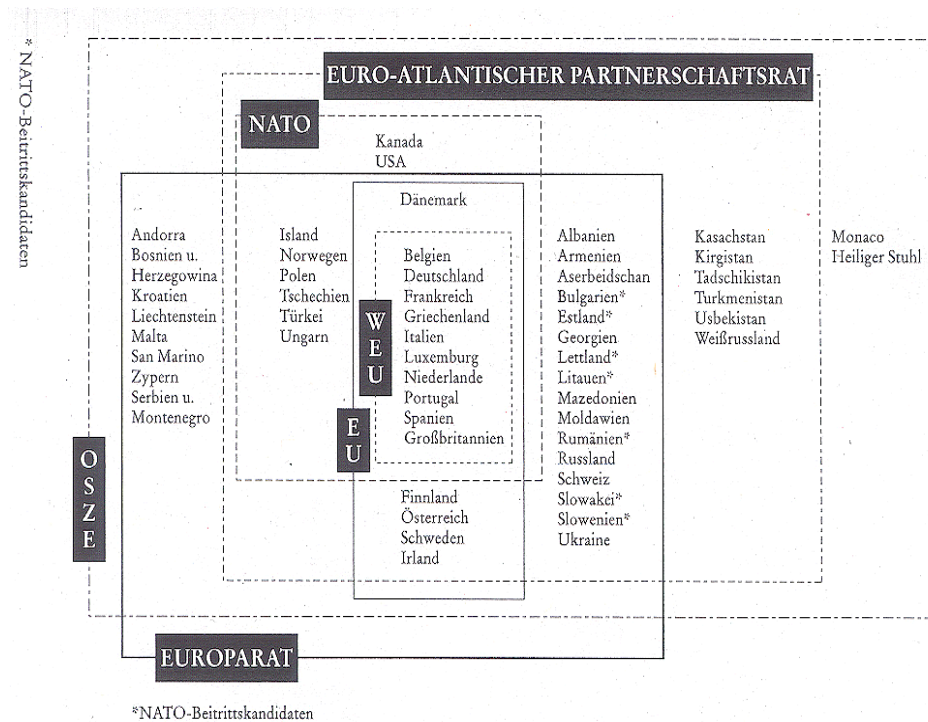 * NATO-Beitrittskandidaten
EURO-ATLANTISCHER PARTNERSCHAFTSRAT
NATO
Kanada
USA
Dänemark
Andorra
Bosnien u.
Herzegowina
Kroatien
Liechtenstein
Malta
San Marino
Zypern
Serbien u.
Montenegro
Island
Norwegen
Polen
Tschechien
Türkei
Ungarn
WEU
Belgien
Deutschland
Frankreich
Griechenland
Italien
Luxemburg
Niederlande
Portugal
Spanien
Großbritannien
EU
Finnland
Österreich
Schweden
Irland
Albanien
Armenien
Aserbeidschan
Bulgarien*
Estland*
Georgien
Lettland*
Litauen*
Mazedonien
Moldawien
Rumänien*
Russland
Schweiz
Slowakei*
Slowenien*
Ukraine
Kasachstan
Kirgistan
Tadschikistan
Turkmenistan
Usbekistan
Weißrussland
Monaco
Heiliger Stuhl
OSZE
EUROPARAT
*NATO-Beitrittskandidaten